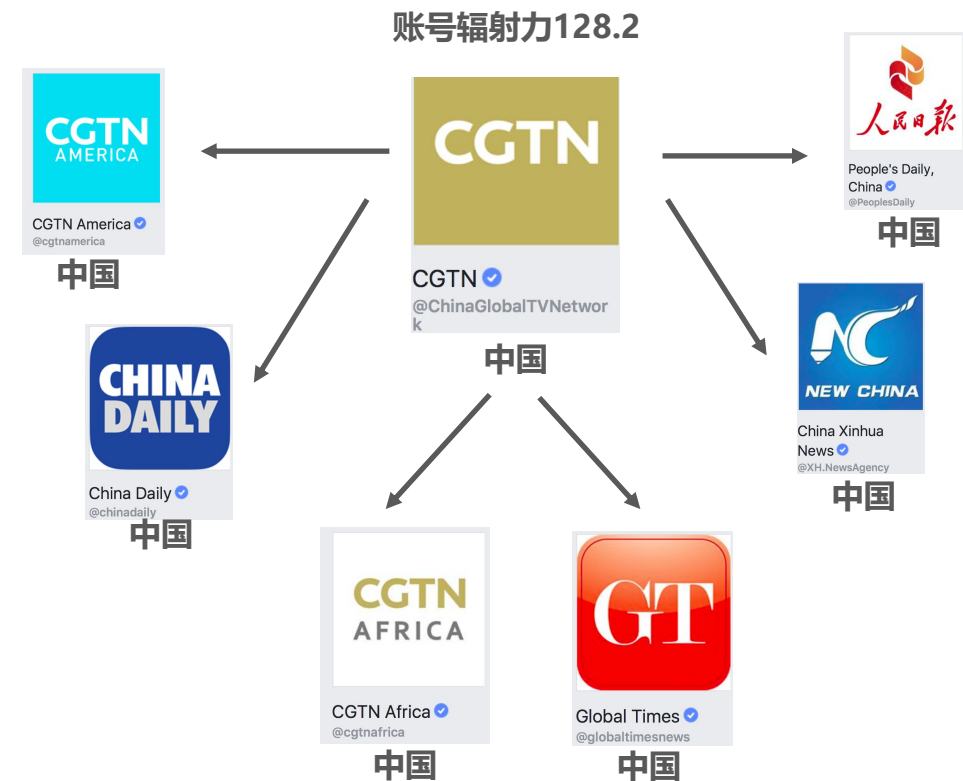 账号辐射力128.2
CGTN
AMERICA
CGTN America
@cgtnamerica
中国
CGTN
CGTN
@ChinaGlobalTVNetwor
k
中国
人民日报
People's Daily,
China
@PeoplesDaily
中国
CHINA
DAILY
China Daily
@chinadaily
中国
NC
NEW CHINA
China Xinhua
News
@XH.NewsAgency
中国
CGTN
AFRICA
CGTN Africa
@cgtnafrica
中国
GT
Global Times
@globaltimesnews
中国